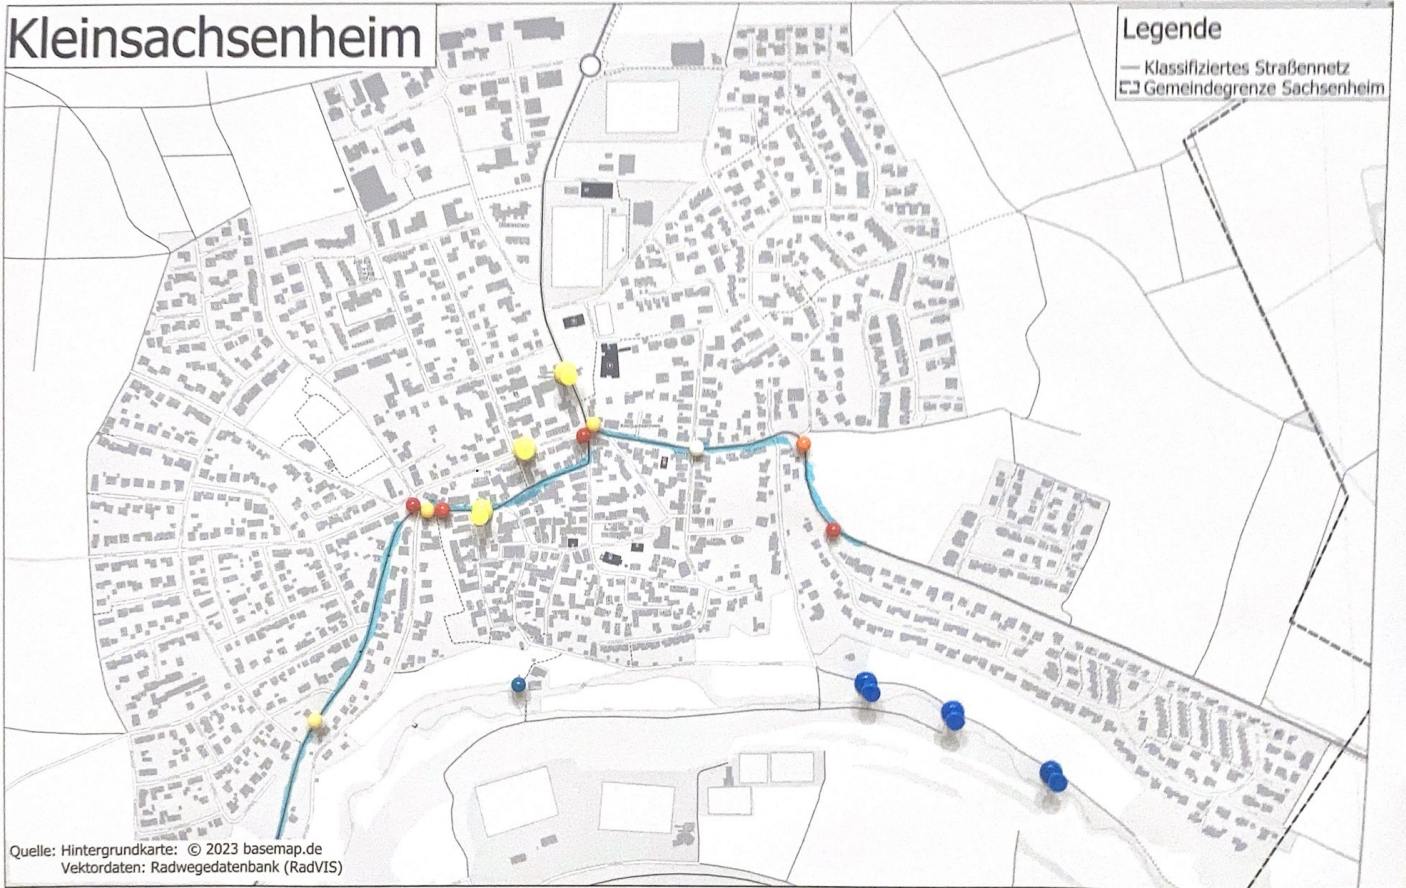 Kleinsachsenheim
Legende
Klassifiziertes Straßennetz
Gemeindegrenze Sachsenheim
Quelle: Hintergrundkarte: © 2023 basemap.de
Vektordaten: Radwegedatenbank (RadVIS)